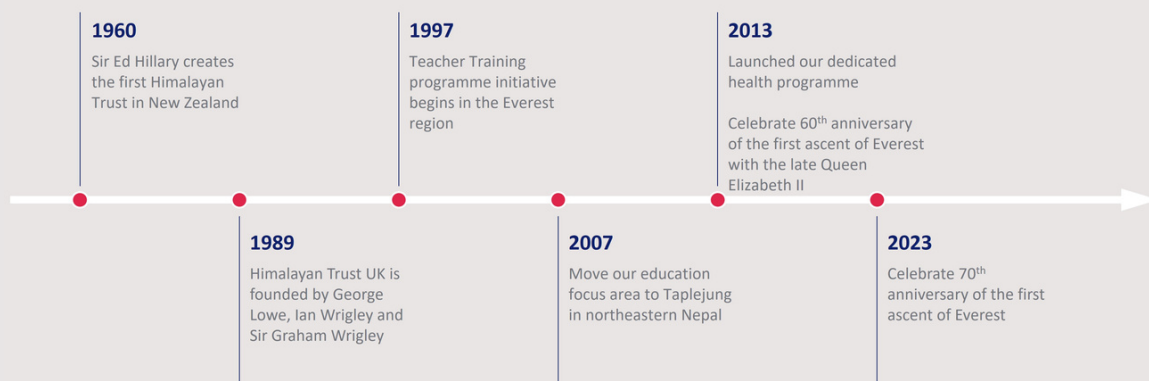 1960
Sir Ed Hillary creates
the first Himalayan
Trust in New Zealand
1989
Himalayan Trust UK is
founded by George
Lowe, Ian Wrigley and
Sir Graham Wrigley
1997
Teacher Training
programme initiative
begins in the Everest
region
2007
Move our education
focus area to Taplejung
in northeastern Nepal
2013
Launched our dedicated
health programme
Celebrate 60th anniversary
of the first ascent of Everest
with the late Queen
Elizabeth II
2023
Celebrate 70th
anniversary of the first
ascent of Everest